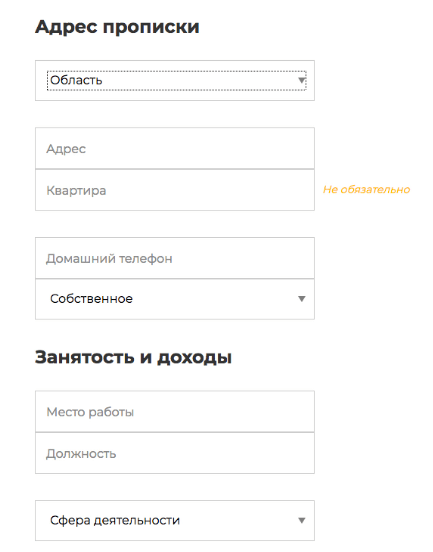 Адрес прописки
Область
Адрес
Квартира
Не обязательно
Домашний телефон
Собственное
Занятость и доходы
Место работы
Должность
Сфера деятельности